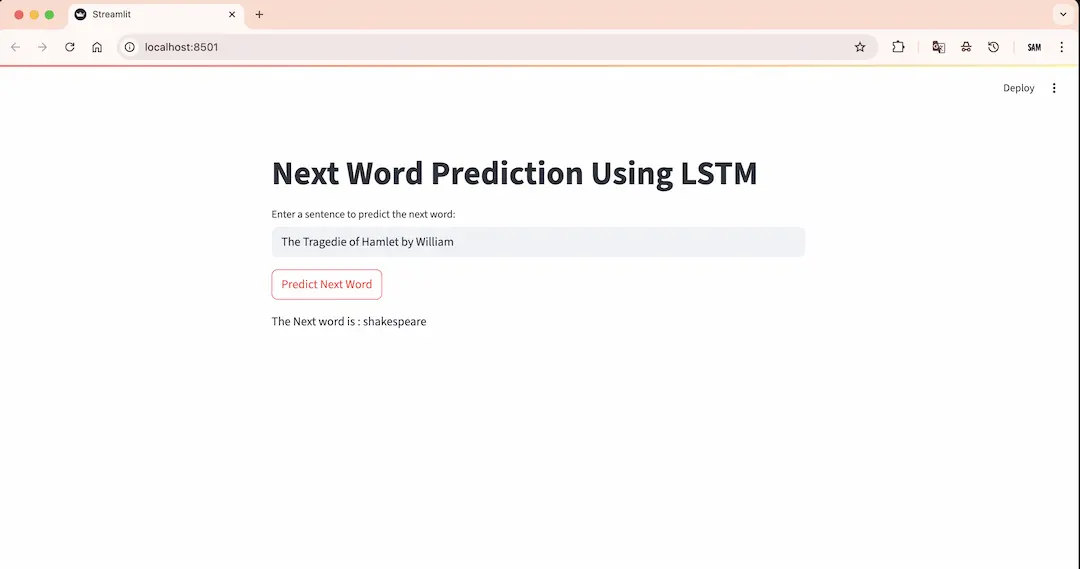 Streamlit
localhost:8501
SAM
Deploy
Next Word Prediction Using LSTM
Enter a sentence to predict the next word:
The Tragedie of Hamlet by William
Predict Next Word
The Next word is : shakespeare